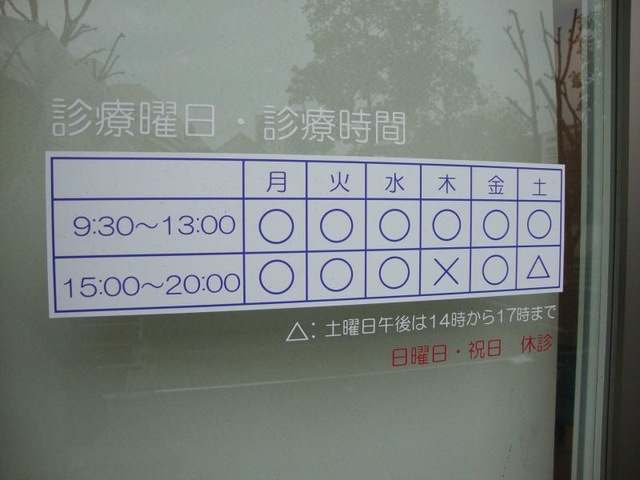 診療曜日・診療時間
月 火 水 木 金 土
9:30〜13:00 ○ ○ ○ ○ ○ ○
15:00〜20:00 ○ ○ ○ × ○ △
△：土曜日午後は14時から17時まで
日曜日・祝日 休診